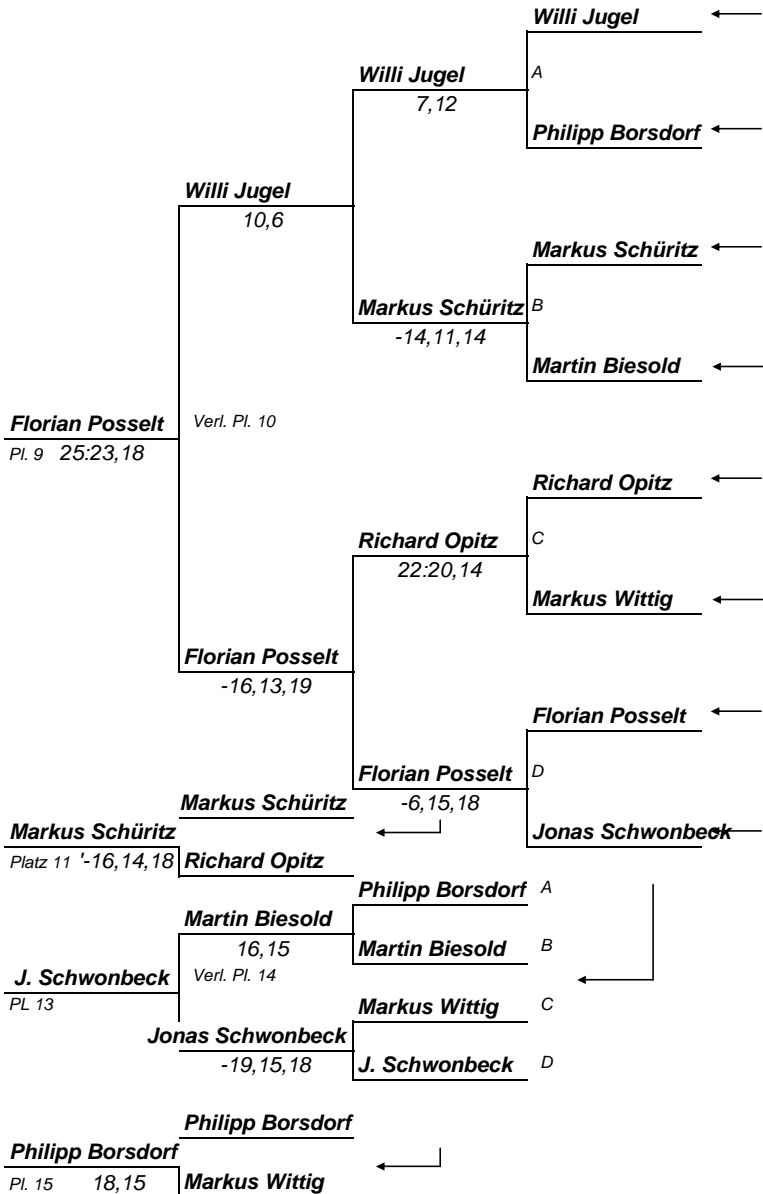 Willi Jugel
Willi Jugel A
7,12
Philipp Borsdorf
Willi Jugel
10,6
Markus Schüritz
Markus Schüritz B
-14,11,14
Martin Biesold
Florian Posselt Verl. Pl. 10
Pl. 9 25:23,18
Richard Opitz
Richard Opitz C
22:20,14
Markus Wittig
Florian Posselt
-16,13,19
Florian Posselt
Florian Posselt D
Markus Schüritz -6,15,18
Markus Schüritz Jonas Schwonbeck
Platz 11 '-16,14,18 Richard Opitz
Philipp Borsdorf A
Martin Biesold
16,15 Martin Biesold B
J. Schwonbeck Verl. Pl. 14
PL 13 Markus Wittig C
Jonas Schwonbeck
-19,15,18 J. Schwonbeck D
Philipp Borsdorf
Philipp Borsdorf
Pl. 15 18,15 Markus Wittig